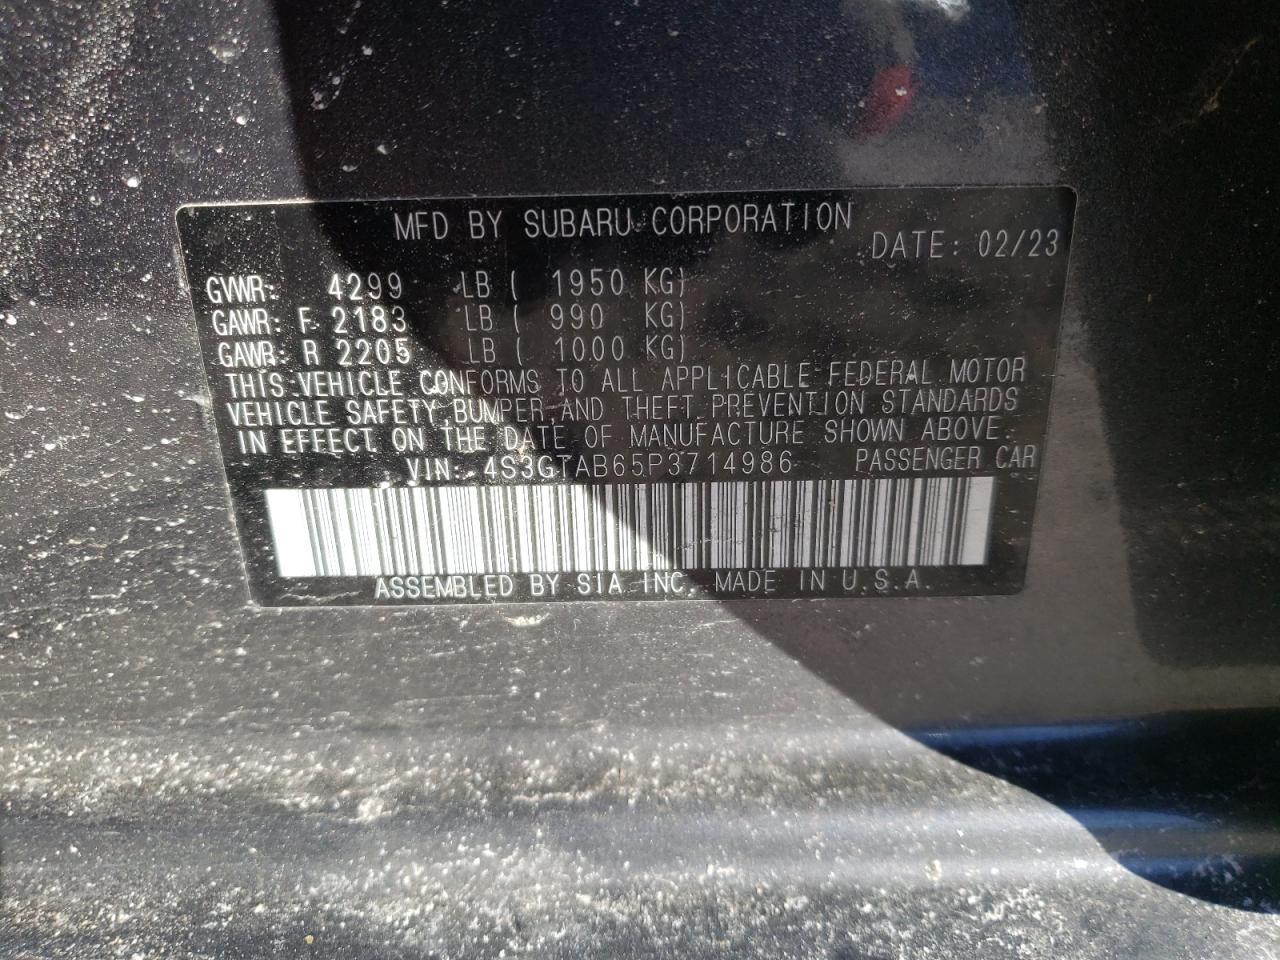 MFD BY SUBARU CORPORATION
DATE: 02/23
GVWR: 4299 LB ( 1950 KG)
GAWR: F 2183 LB ( 990 KG)
GAWR: R 2205 LB ( 1000 KG)
THIS VEHICLE CONFORMS TO ALL APPLICABLE FEDERAL MOTOR
VEHICLE SAFETY, BUMPER AND THEFT PREVENTION STANDARDS
IN EFFECT ON THE DATE OF MANUFACTURE SHOWN ABOVE.
VIN: 4S3GTAB65P3714986 PASSENGER CAR
ASSEMBLED BY SIA INC. MADE IN U.S.A.